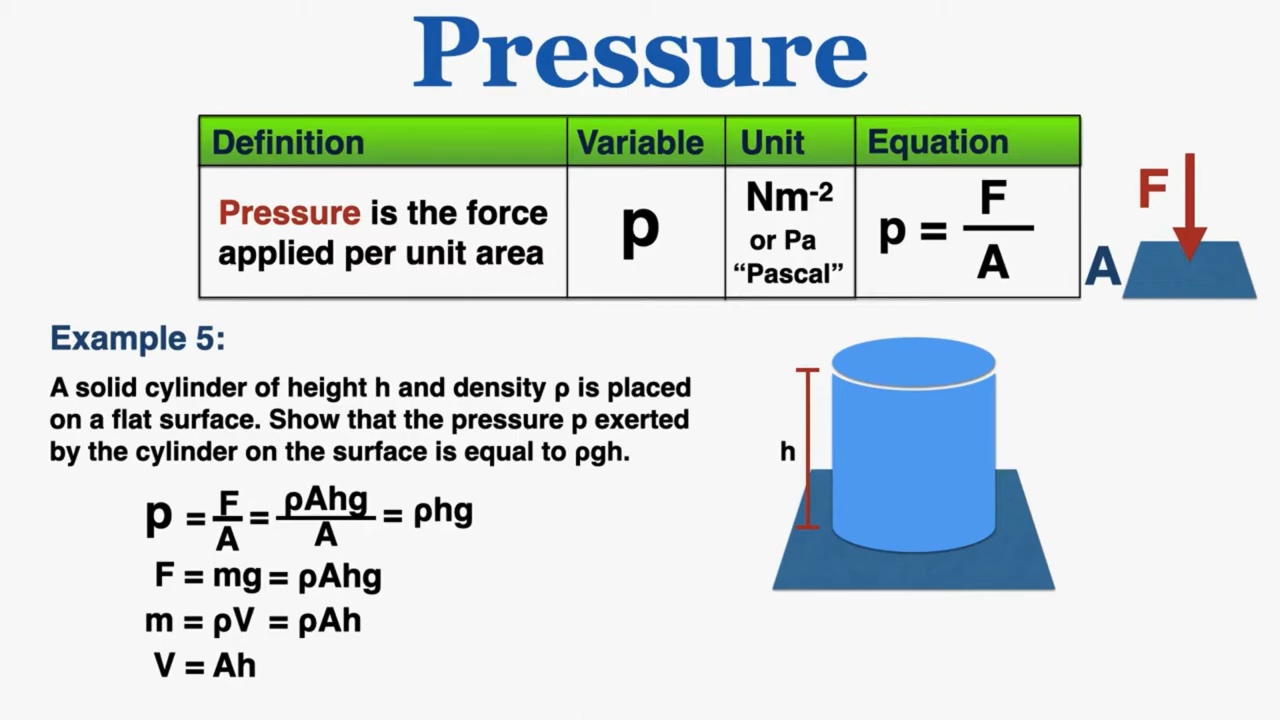 Pressure
Definition Variable Unit Equation
Pressure is the force
applied per unit area
p
Nm-2
or Pa
“Pascal”
p = F/A
F
A
Example 5:
A solid cylinder of height h and density ρ is placed
on a flat surface. Show that the pressure p exerted
by the cylinder on the surface is equal to ρgh.
p = F/A = ρAhg/A = ρhg
F = mg = ρAhg
m = ρV = ρAh
V = Ah
h